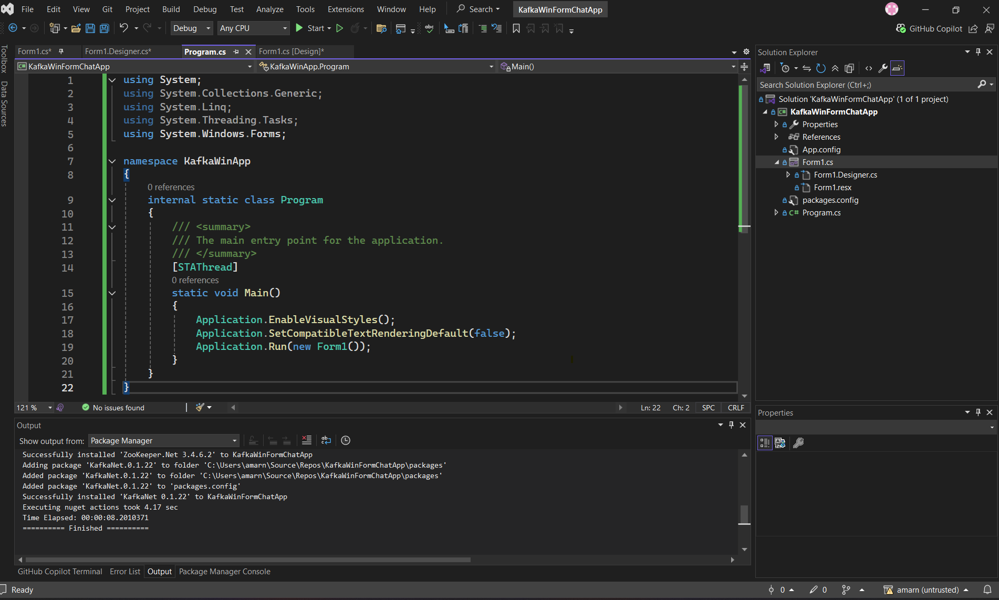 File Edit View Git Project Build Debug Test Analyze Tools Extensions Window Help Search KafkaWinFormChatApp
Debug Any CPU Start GitHub Copilot
Toolbox
Data Sources
Form1.cs* Form1.Designer.cs* Program.cs Form1.cs [Design]*
KafkaWinFormChatApp KafkaWinApp.Program Main()
1 using System;
2 using System.Collections.Generic;
3 using System.Linq;
4 using System.Threading.Tasks;
5 using System.Windows.Forms;
6
7 namespace KafkaWinApp
8 {
0 references
9 internal static class Program
10 {
11 /// <summary>
12 /// The main entry point for the application.
13 /// </summary>
14 [STAThread]
0 references
15 static void Main()
16 {
17 Application.EnableVisualStyles();
18 Application.SetCompatibleTextRenderingDefault(false);
19 Application.Run(new Form1());
20 }
21 }
22 }
121 % No issues found Ln: 22 Ch: 2 SPC CRLF
Output
Show output from: Package Manager
Successfully installed 'ZooKeeper.Net 3.4.6.2' to KafkaWinFormChatApp
Adding package 'KafkaNet.0.1.22' to folder 'C:\Users\amarn\Source\Repos\KafkaWinFormChatApp\packages'
Added package 'KafkaNet.0.1.22' to folder 'C:\Users\amarn\Source\Repos\KafkaWinFormChatApp\packages'
Added package 'KafkaNet.0.1.22' to 'packages.config'
Successfully installed 'KafkaNet 0.1.22' to KafkaWinFormChatApp
Executing nuget actions took 4.17 sec
Time Elapsed: 00:00:08.2010371
========== Finished ==========
GitHub Copilot Terminal Error List Output Package Manager Console
Solution Explorer
Search Solution Explorer (Ctrl+;)
Solution 'KafkaWinFormChatApp' (1 of 1 project)
KafkaWinFormChatApp
Properties
References
App.config
Form1.cs
Form1.Designer.cs
Form1.resx
packages.config
Program.cs
Properties
Ready 0 0 amarn (untrusted)